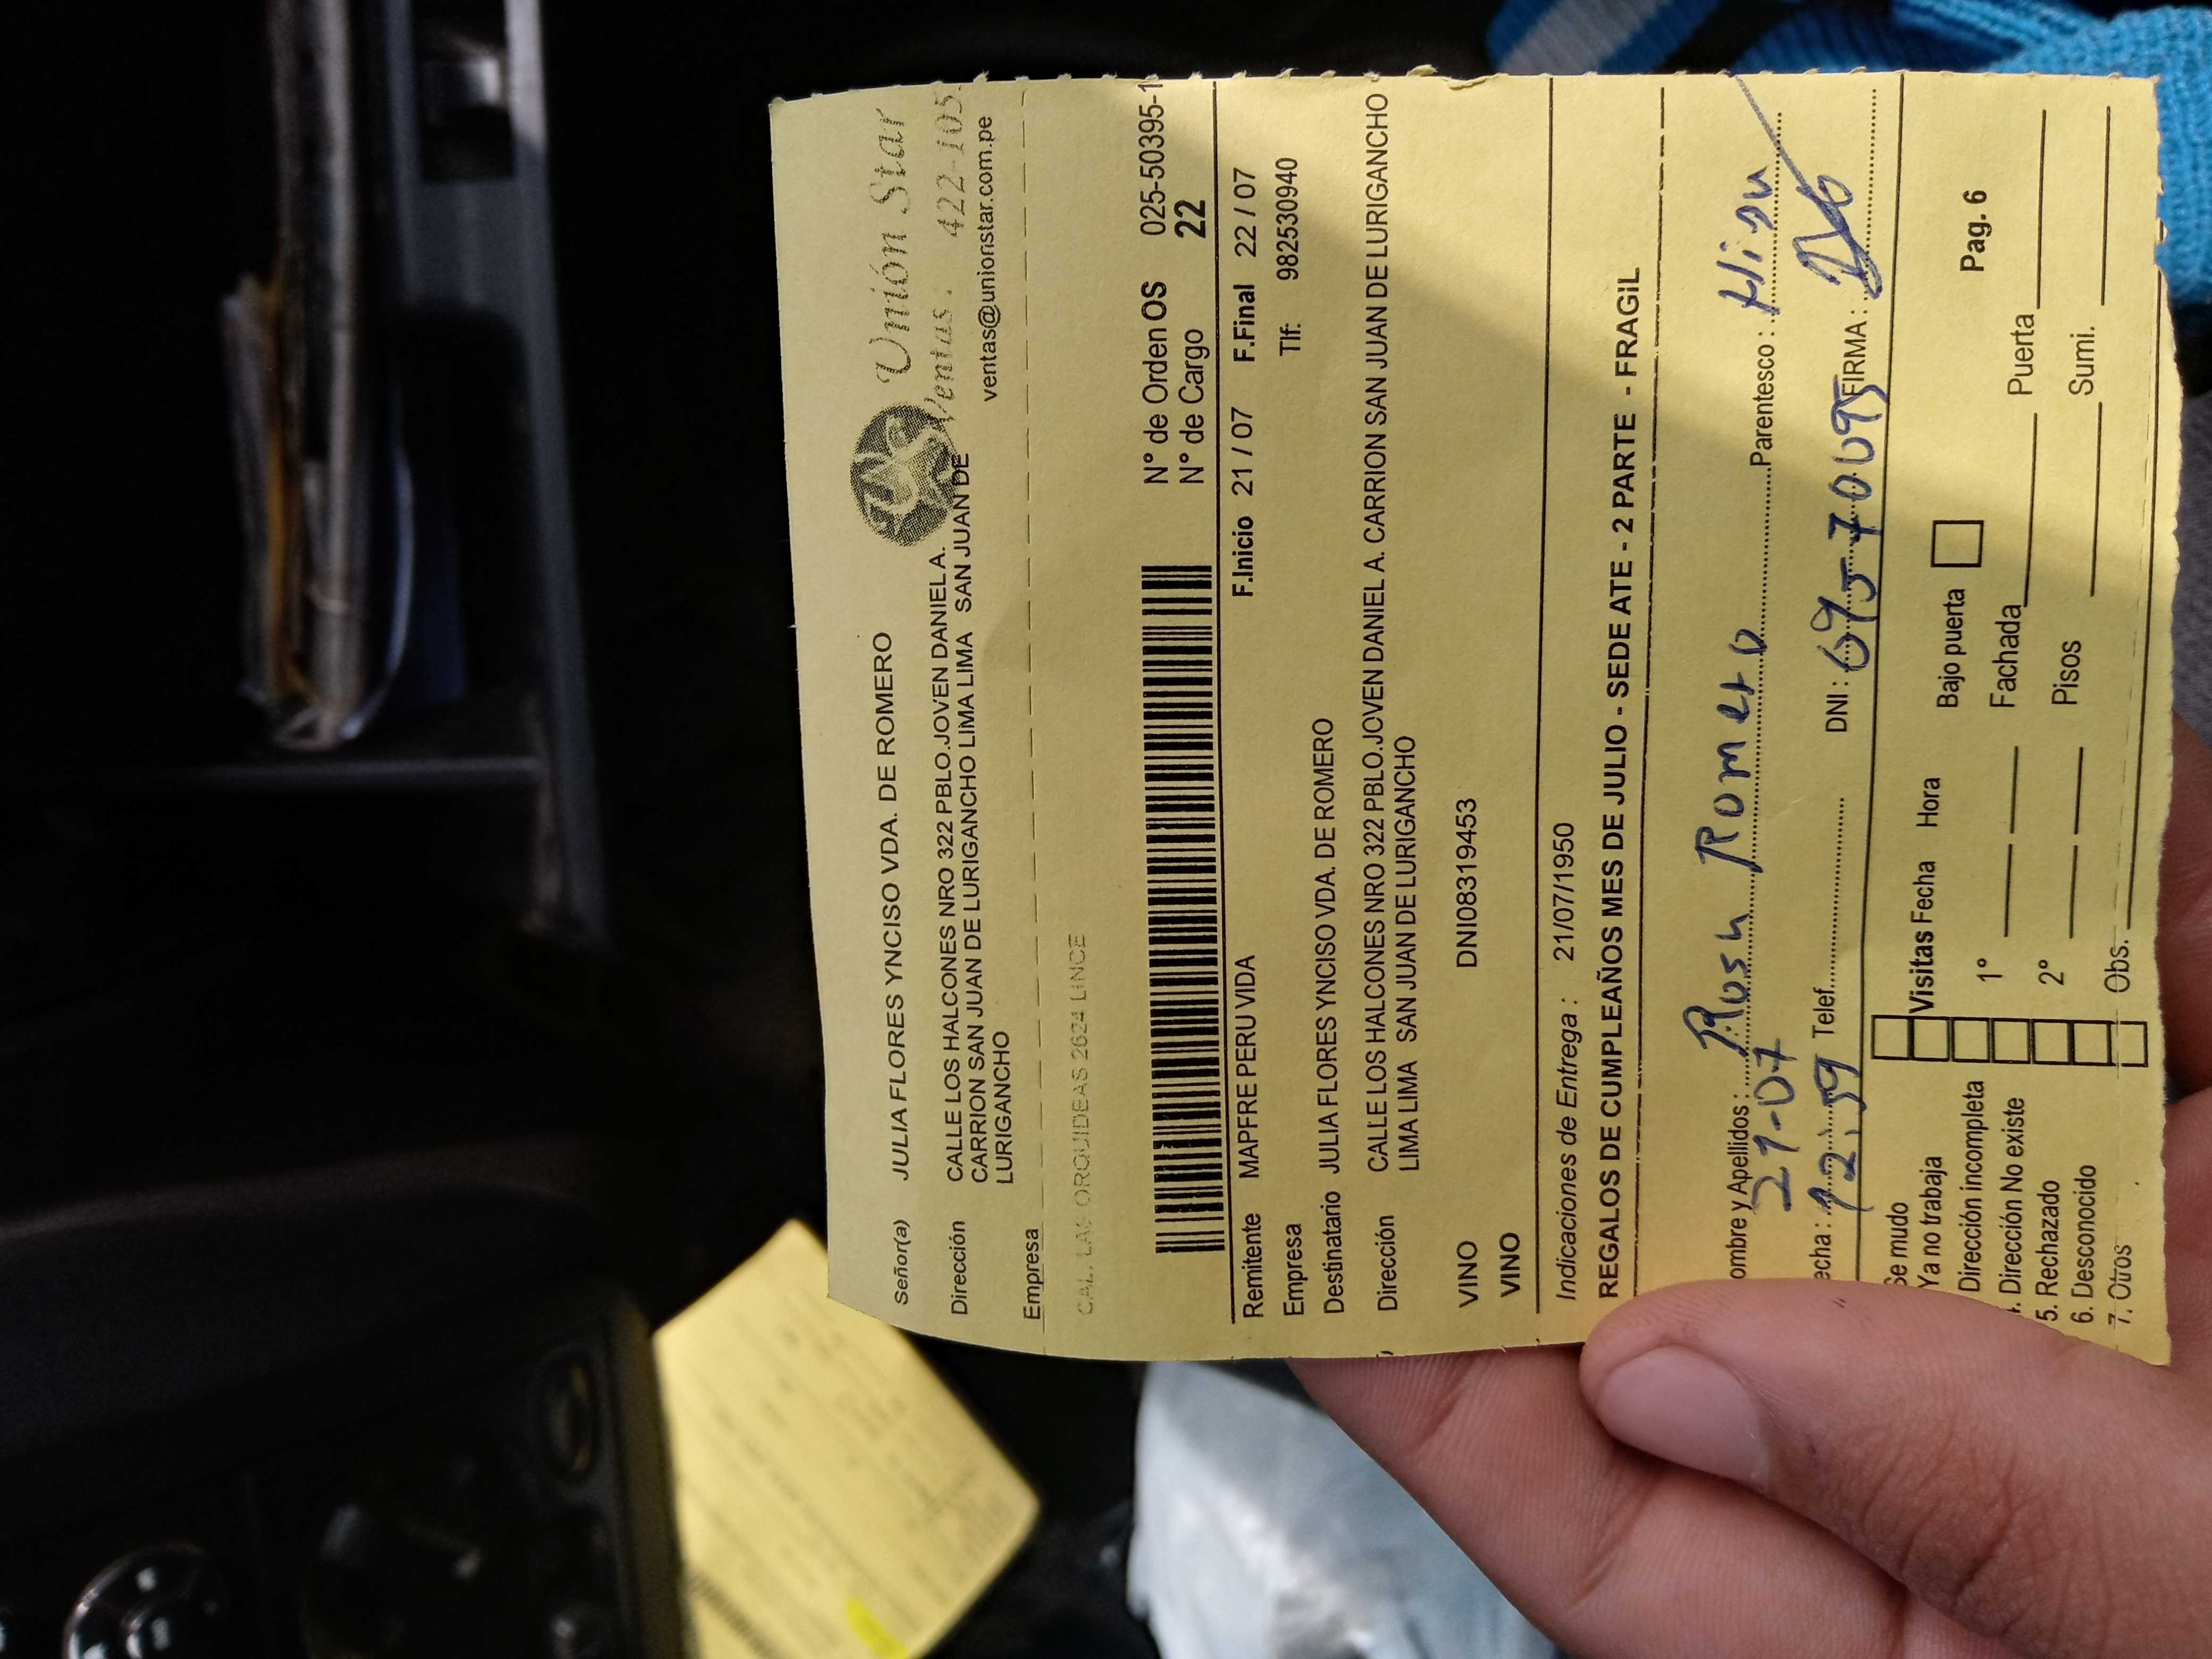 Unión Star
Señor(a) JULIA FLORES YNCISO VDA. DE ROMERO
Ventas: 422-105
Dirección CALLE LOS HALCONES NRO 322 PBLO.JOVEN DANIEL A.
CARRION SAN JUAN DE LURIGANCHO LIMA LIMA SAN JUAN DE
LURIGANCHO
ventas@unionstar.com.pe
Empresa
CAL. LAS ORQUIDEAS 2624 LINCE
N° de Orden OS 025-50395-1
N° de Cargo 22
Remitente MAPFRE PERU VIDA F.Inicio 21 / 07 F.Final 22 / 07
Empresa Tlf: 982530940
Destinatario JULIA FLORES YNCISO VDA. DE ROMERO
Dirección CALLE LOS HALCONES NRO 322 PBLO.JOVEN DANIEL A. CARRION SAN JUAN DE LURIGANCHO
LIMA LIMA SAN JUAN DE LURIGANCHO
VINO DNI08319453
VINO
Indicaciones de Entrega : 21/07/1950
REGALOS DE CUMPLEAÑOS MES DE JULIO - SEDE ATE - 2 PARTE - FRAGIL
ombre y Apellidos : Rush Romero Parentesco :
21-07
echa : 12:59 Telef. DNI : FIRMA :
Se mudo
Ya no trabaja Visitas Fecha Hora Bajo puerta Pag. 6
Dirección incompleta 1° Fachada Puerta
. Dirección No existe
5. Rechazado 2° Pisos Sumi.
6. Desconocido
7. Otros Obs.